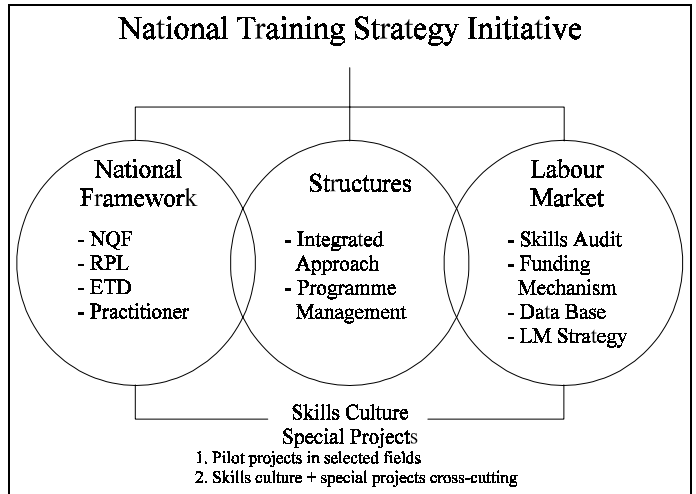 National Training Strategy Initiative
National
Framework
- NQF
- RPL
- ETD
- Practitioner
Structures
- Integrated
Approach
- Programme
Management
Labour
Market
- Skills Audit
- Funding
Mechanism
- Data Base
- LM Strategy
Skills Culture
Special Projects
1. Pilot projects in selected fields
2. Skills culture + special projects cross-cutting